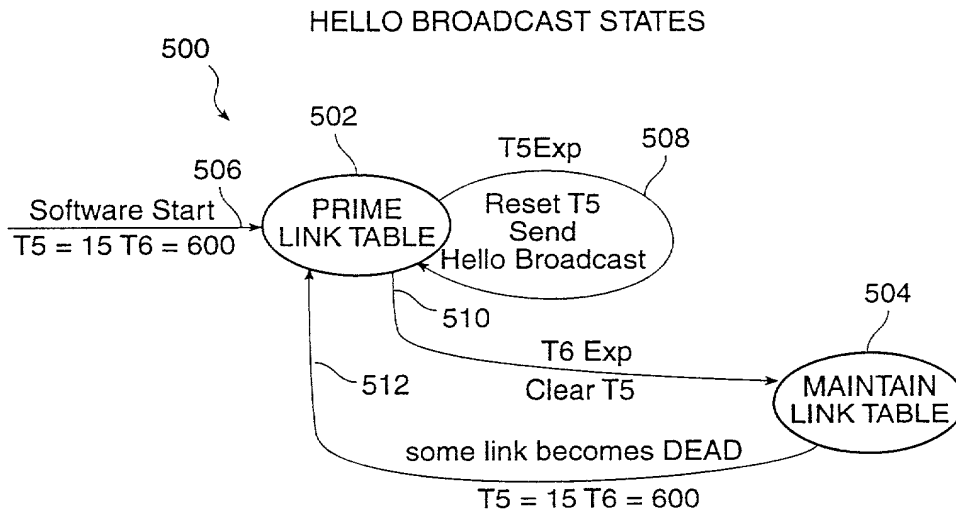 HELLO BROADCAST STATES
500
502
T5Exp
508
506
Software Start
T5 = 15 T6 = 600
PRIME
LINK TABLE
Reset T5
Send
Hello Broadcast
510
504
T6 Exp
Clear T5
512
MAINTAIN
LINK TABLE
some link becomes DEAD
T5 = 15 T6 = 600